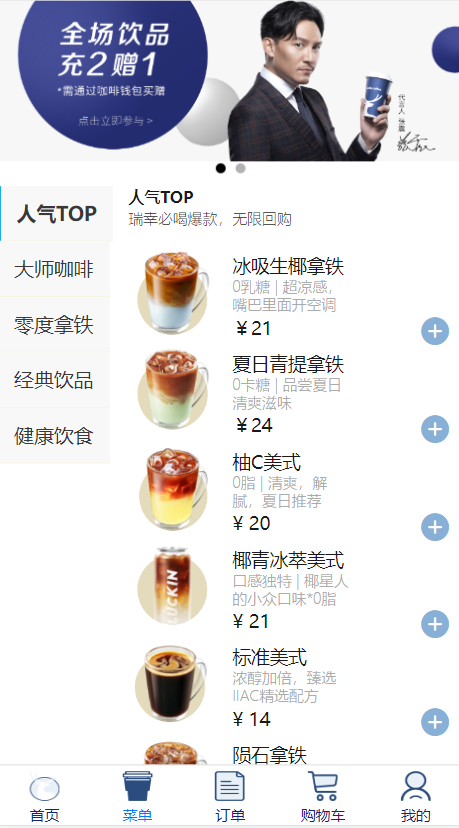 全场饮品
充2赠1
*需通过咖啡钱包买赠
点击立即参与 >
代言人 张震
人气TOP
大师咖啡
零度拿铁
经典饮品
健康饮食
人气TOP
瑞幸必喝爆款，无限回购
冰吸生椰拿铁
0乳糖 | 超凉感，
嘴巴里面开空调
￥21
夏日青提拿铁
0卡糖 | 品尝夏日
清爽滋味
￥24
柚C美式
0脂 | 清爽，解
腻，夏日推荐
¥ 20
LUCKIN
椰青冰萃美式
口感独特 | 椰星人
的小众口味*0脂
¥ 21
标准美式
浓醇加倍，臻选
IIAC精选配方
¥ 14
陨石拿铁
首页
菜单
订单
购物车
我的